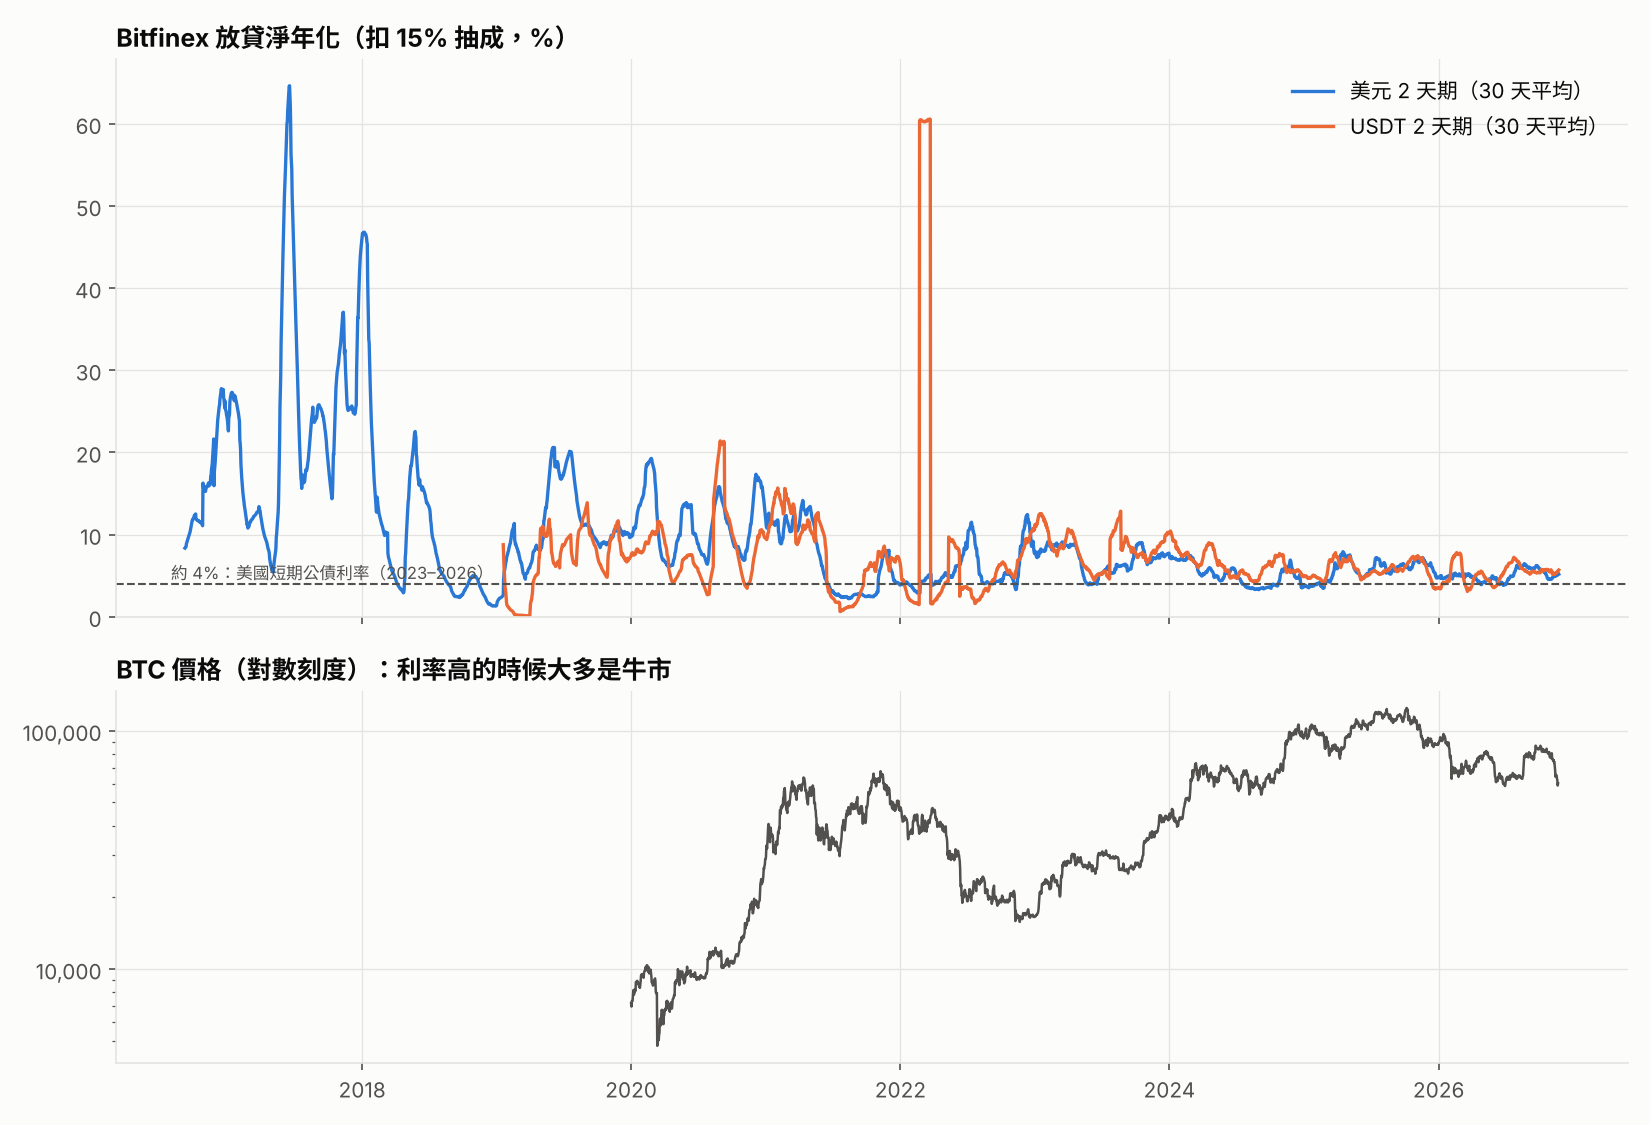 Bitfinex 放貸淨年化（扣 15% 抽成，%）
美元 2 天期（30 天平均）
USDT 2 天期（30 天平均）
60
50
40
30
20
10
0
約 4%：美國短期公債利率（2023–2026）
BTC 價格（對數刻度）：利率高的時候大多是牛市
100,000
10,000
2018
2020
2022
2024
2026